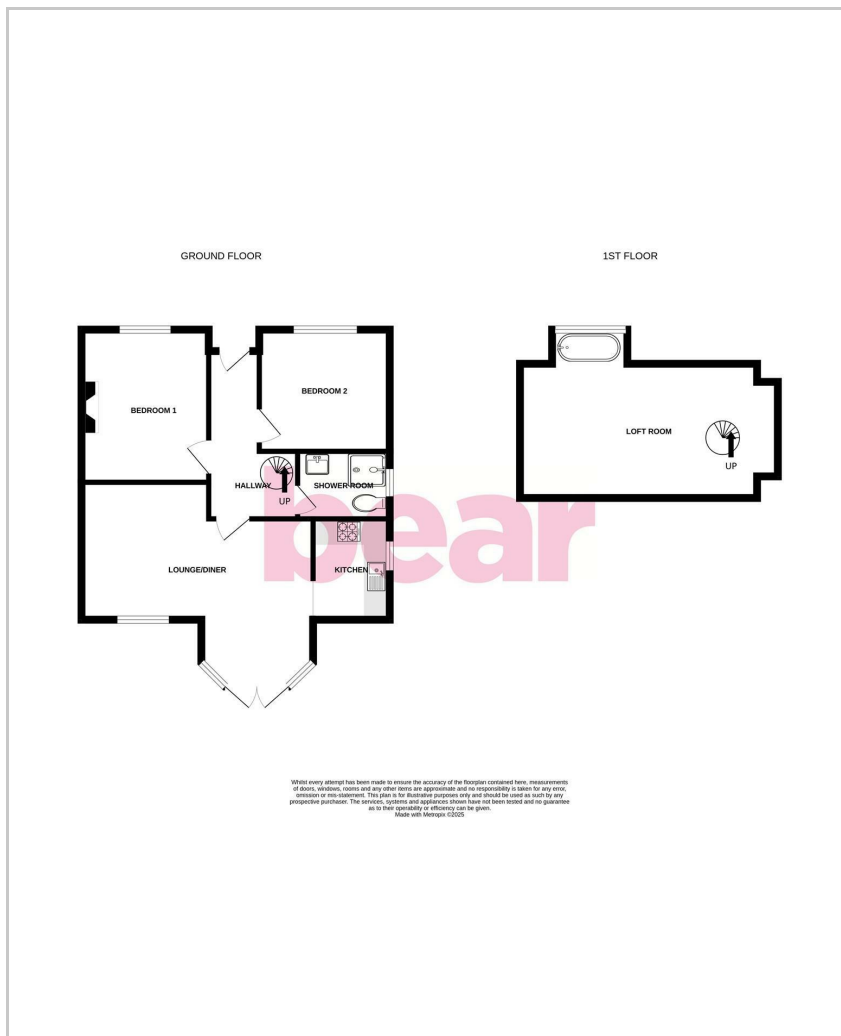 GROUND FLOOR
1ST FLOOR
BEDROOM 1
BEDROOM 2
LOFT ROOM
UP
HALLWAY
UP
SHOWER ROOM
bear
LOUNGE/DINER
KITCHEN
Whilst every attempt has been made to ensure the accuracy of the floorplan contained here, measurements
of doors, windows, rooms and any other items are approximate and no responsibility is taken for any error,
omission or mis-statement. This plan is for illustrative purposes only and should be used as such by any
prospective purchaser. The services, systems and appliances shown have not been tested and no guarantee
as to their operability or efficiency can be given.
Made with Metropix ©2025